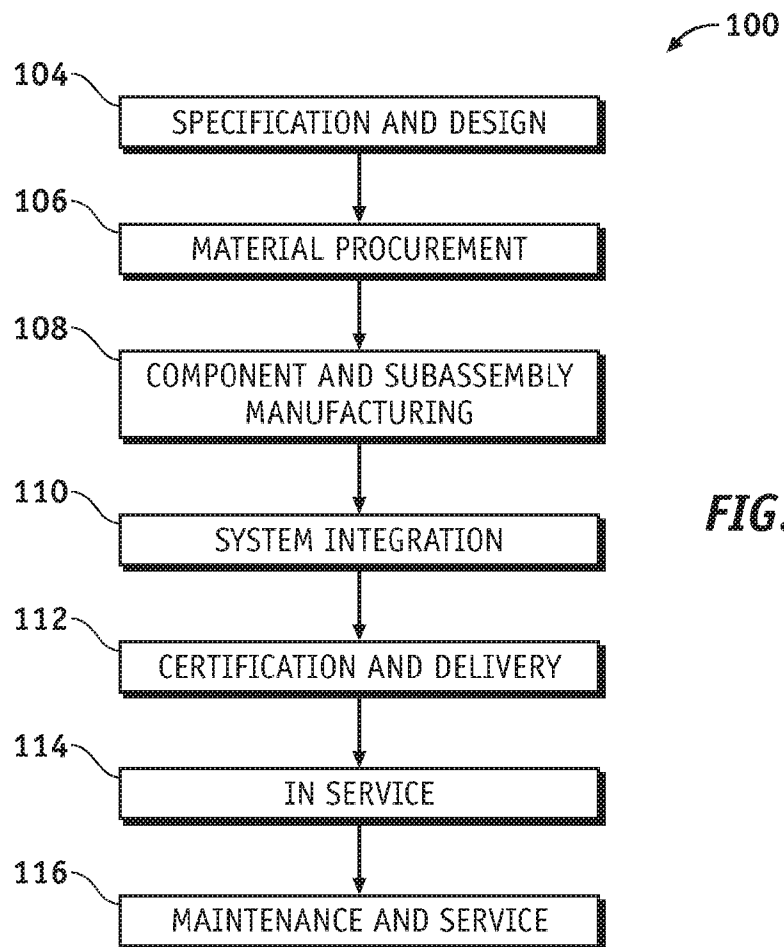 100
104
SPECIFICATION AND DESIGN
106
MATERIAL PROCUREMENT
108
COMPONENT AND SUBASSEMBLY
MANUFACTURING
110
SYSTEM INTEGRATION
FIG.
112
CERTIFICATION AND DELIVERY
114
IN SERVICE
116
MAINTENANCE AND SERVICE